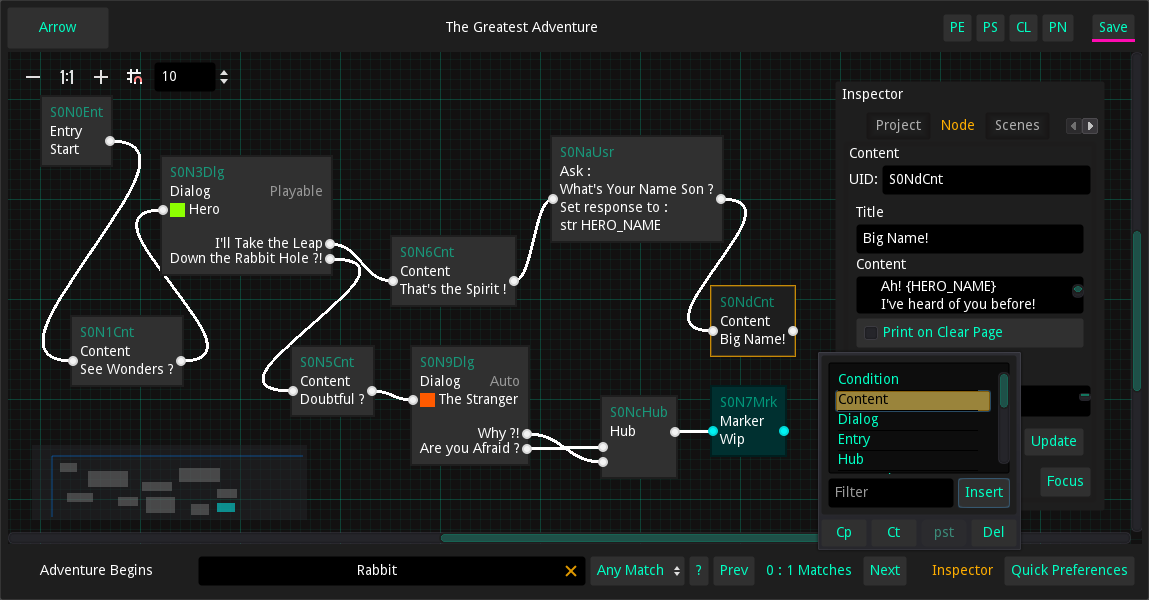 Arrow
The Greatest Adventure
PE PS CL PN Save
1:1
10
S0N0Ent
Entry
Start
S0N3Dlg
Dialog Playable
Hero
I'll Take the Leap
Down the Rabbit Hole ?!
S0N1Cnt
Content
See Wonders ?
S0N6Cnt
Content
That's the Spirit !
S0NaUsr
Ask :
What's Your Name Son ?
Set response to :
str HERO_NAME
S0NdCnt
Content
Big Name!
S0N5Cnt
Content
Doubtful ?
S0N9Dlg
Dialog Auto
The Stranger
Why ?!
Are you Afraid ?
S0NcHub
Hub
S0N7Mrk
Marker
Wip
Inspector
Project Node Scenes
Content
UID: S0NdCnt
Title
Big Name!
Content
Ah! {HERO_NAME}
I've heard of you before!
Print on Clear Page
Update
Focus
Condition
Content
Dialog
Entry
Hub
Filter Insert
Cp Ct pst Del
Adventure Begins
Rabbit
Any Match ? Prev 0 : 1 Matches Next
Inspector Quick Preferences